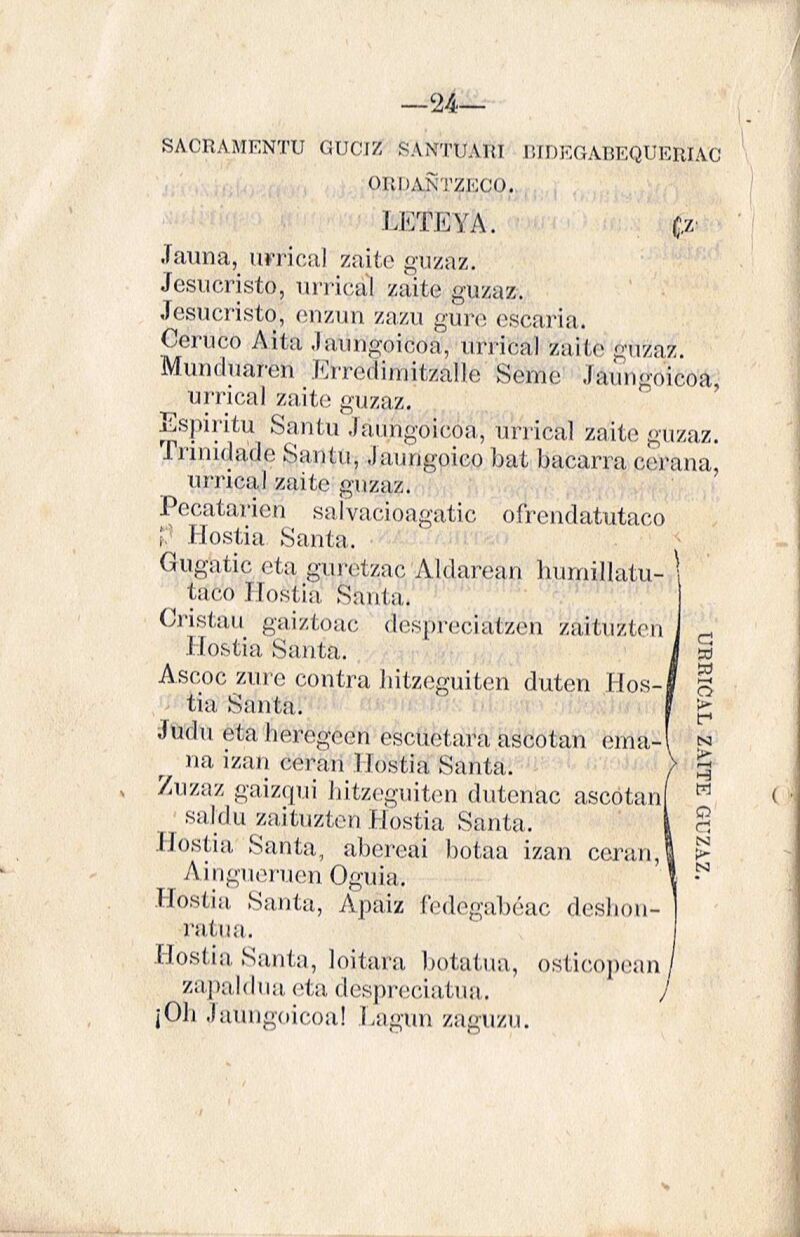 —24—
SACRAMENTU GUCIZ SANTUARI BIDEGABEQUERIAC
ORDAÑTZECO.
LETEYA.
Jauna, urrical zaite guzaz.
Jesucristo, urrical zaite guzaz.
Jesucristo, enzun zazu gure escaria.
Ceruco Aita Jaungoicoa, urrical zaite guzaz.
Munduaren Erredimitzalle Seme Jaungoicoa,
urrical zaite guzaz.
Espiritu Santu Jaungoicoa, urrical zaite guzaz.
Trinidade Santu, Jaungoico bat bacarra cerana,
urrical zaite guzaz.
Pecatarien salvacioagatic ofrendatutaco
Hostia Santa.
Gugatic eta guretzac Aldarean humillatu-
taco Hostia Santa.
Cristau gaiztoac despreciatzen zaituzten
Hostia Santa.
Ascoc zure contra hitzeguiten duten Hos-
tia Santa.
Judu eta heregeen escuetara ascotan ema-
na izan ceran Hostia Santa.
Zuzaz gaizqui hitzeguiten dutenac ascotan
saldu zaituzten Hostia Santa.
Hostia Santa, abereai botaa izan ceran,
Aingueruen Oguia.
Hostia Santa, Apaiz fedegabéac deshon-
ratua.
Hostia Santa, loitara botatua, osticopean
zapaldua eta despreciatua.
URRICAL ZAITE GUZAZ.
¡Oh Jaungoicoa! Lagun zaguzu.